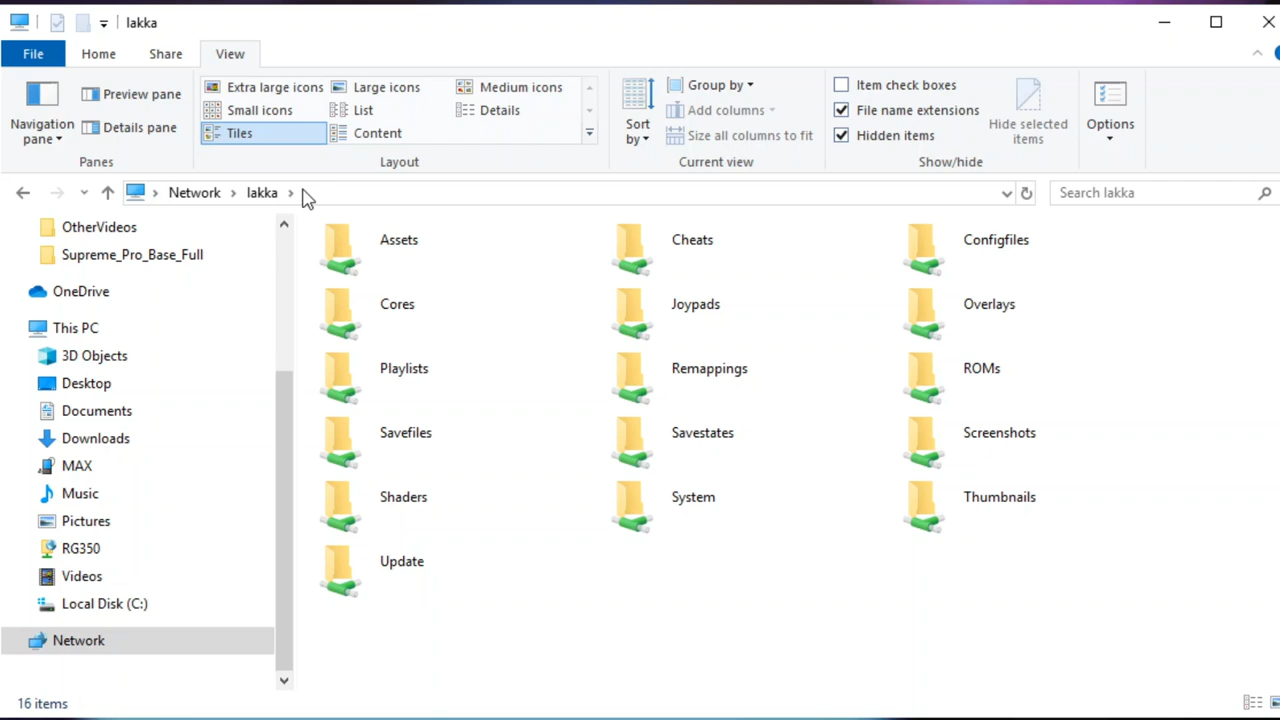 lakka
File Home Share View
Navigation pane
Preview pane
Details pane
Panes
Extra large icons Large icons Medium icons
Small icons List Details
Tiles Content
Layout
Sort by
Group by
Add columns
Size all columns to fit
Current view
Item check boxes
File name extensions
Hidden items
Hide selected items
Show/hide
Options
Network lakka
Search lakka
OtherVideos
Supreme_Pro_Base_Full
OneDrive
This PC
3D Objects
Desktop
Documents
Downloads
MAX
Music
Pictures
RG350
Videos
Local Disk (C:)
Network
Assets Cheats Configfiles
Cores Joypads Overlays
Playlists Remappings ROMs
Savefiles Savestates Screenshots
Shaders System Thumbnails
Update
16 items